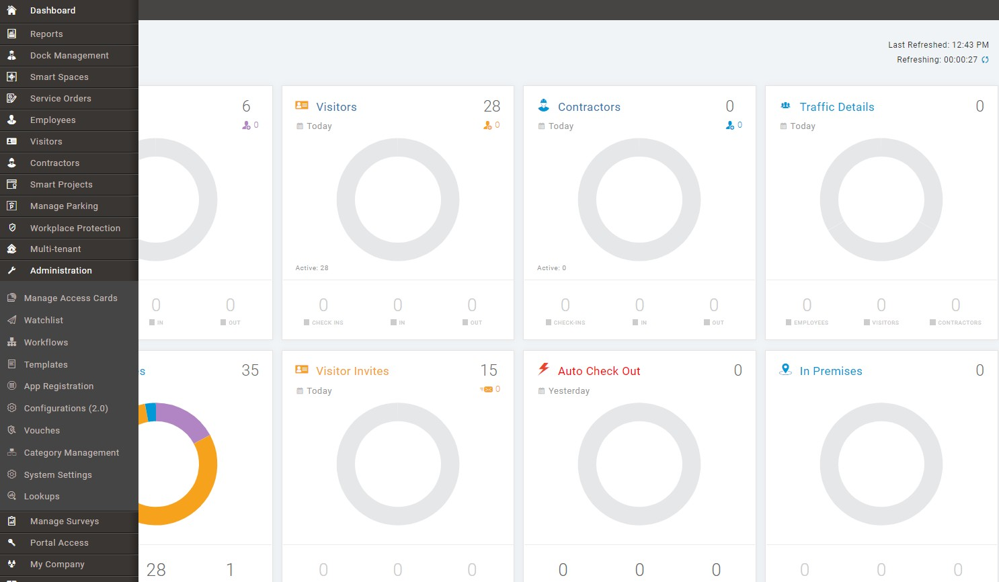 Dashboard
Reports
Dock Management
Smart Spaces
Service Orders
Employees
Visitors
Contractors
Smart Projects
Manage Parking
Workplace Protection
Multi-tenant
Administration
Manage Access Cards
Watchlist
Workflows
Templates
App Registration
Configurations (2.0)
Vouches
Category Management
System Settings
Lookups
Manage Surveys
Portal Access
My Company
Last Refreshed: 12:43 PM
Refreshing: 00:00:27
6
0
0 0
IN OUT
Visitors 28
Today 0
Active: 28
0 0 0
CHECK INS IN OUT
Contractors 0
Today 0
Active: 0
0 0 0
CHECK-INS IN OUT
Traffic Details 0
Today
0 0 0
EMPLOYEES VISITORS CONTRACTORS
s 35
28 1
Visitor Invites 15
Today 0
0 0 0
Auto Check Out 0
Yesterday
0 0 0
In Premises 0
0 0 0